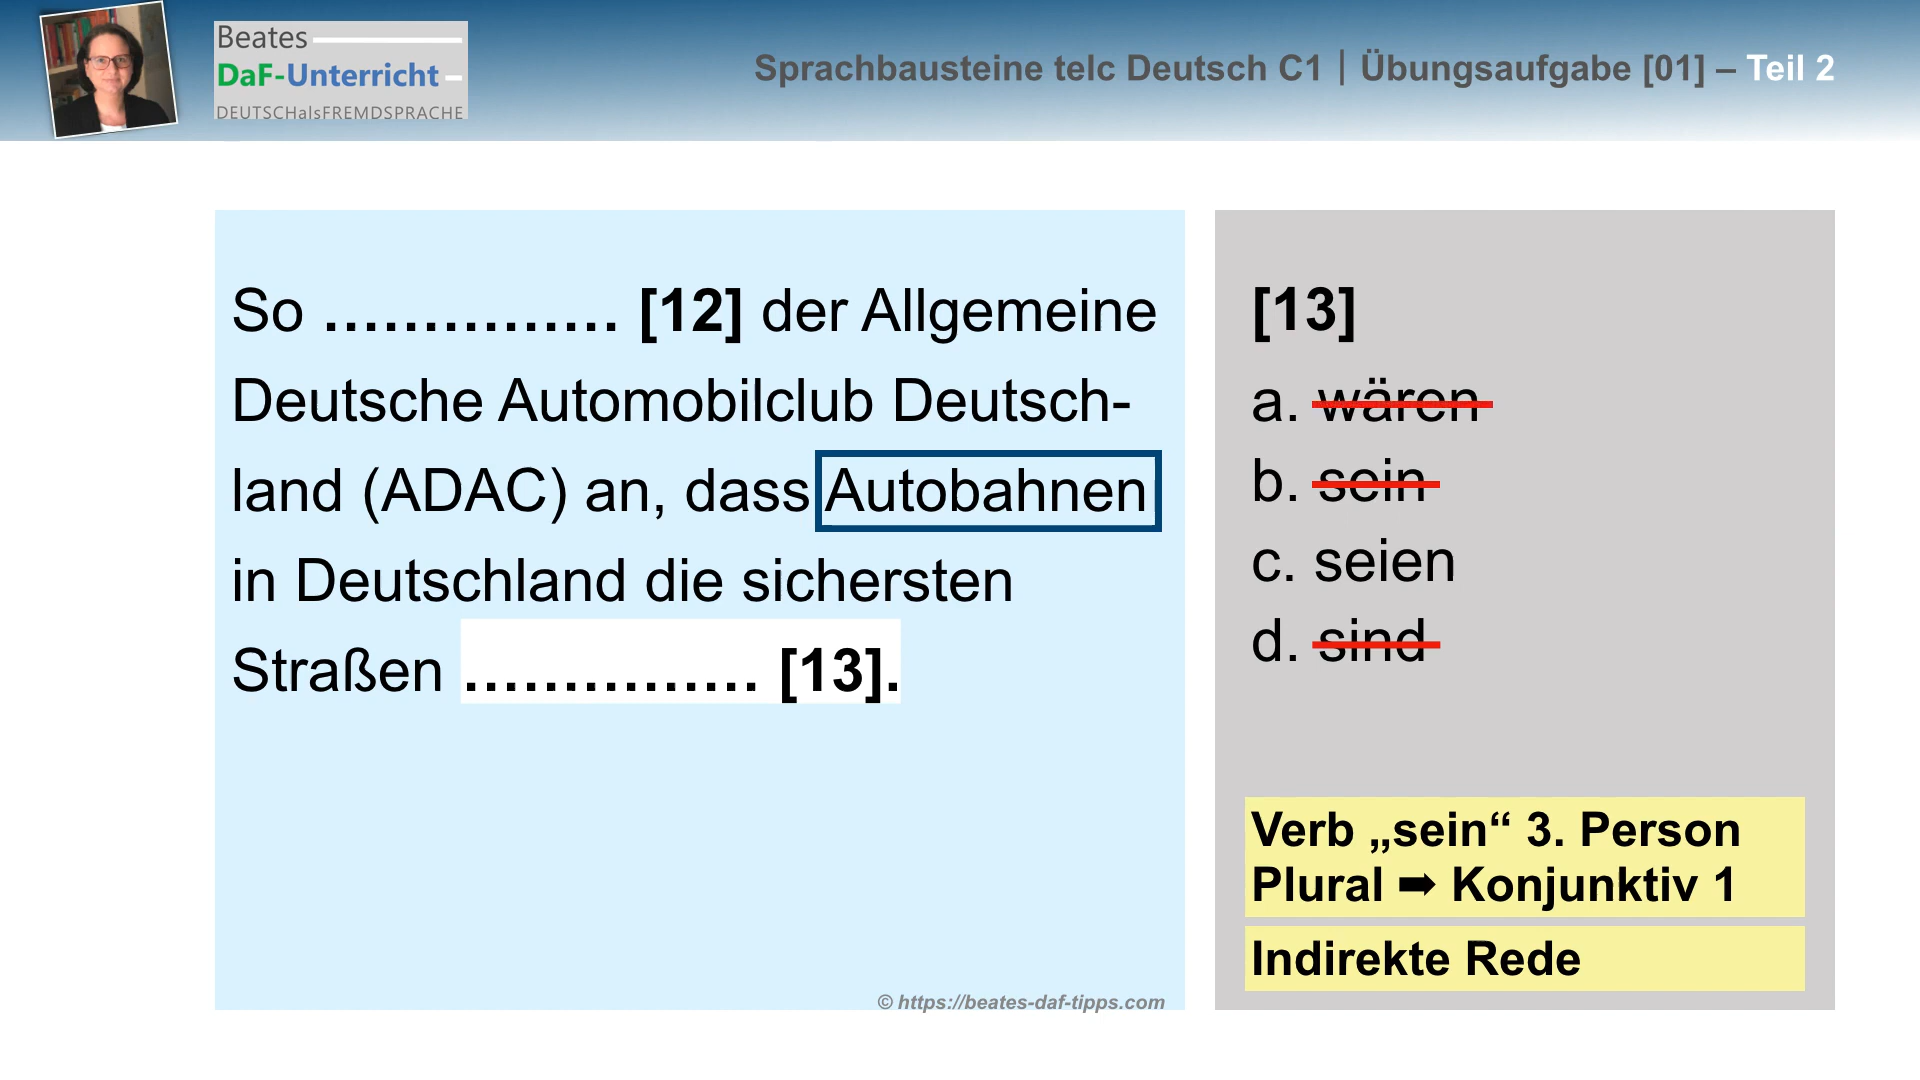 Beates
DaF-Unterricht
DEUTSCHalsFREMDSPRACHE
Sprachbausteine telc Deutsch C1 | Übungsaufgabe [01] – Teil 2
So …………… [12] der Allgemeine
Deutsche Automobilclub Deutsch-
land (ADAC) an, dass Autobahnen
in Deutschland die sichersten
Straßen …………… [13].
© https://beates-daf-tipps.com
[13]
a. wären
b. sein
c. seien
d. sind
Verb „sein“ 3. Person
Plural ➡ Konjunktiv 1
Indirekte Rede